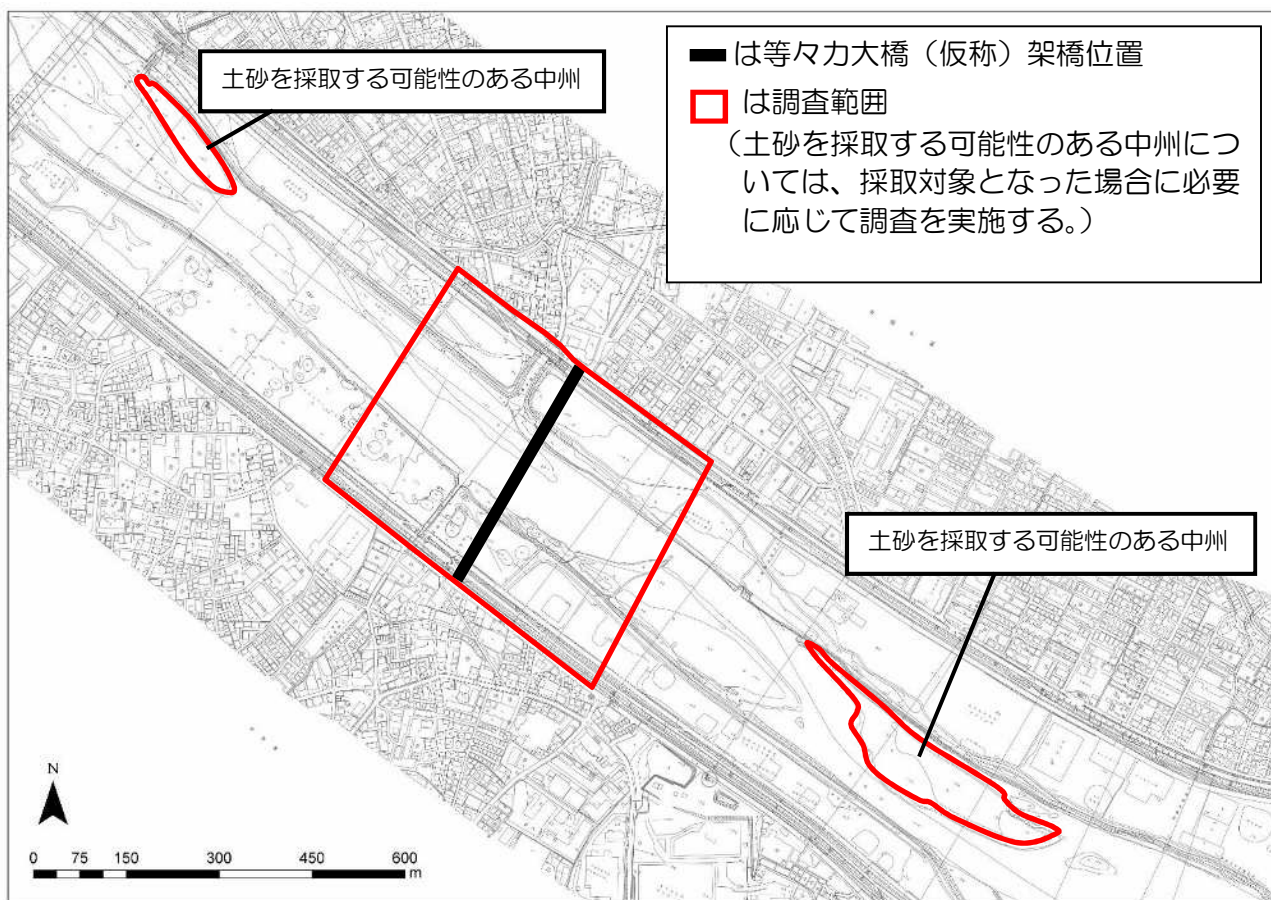 土砂を採取する可能性のある中州
は等々力大橋（仮称）架橋位置
は調査範囲
（土砂を採取する可能性のある中州につ
いては、採取対象となった場合に必要
に応じて調査を実施する。）
土砂を採取する可能性のある中州
N
0 75 150 300 450 600
m